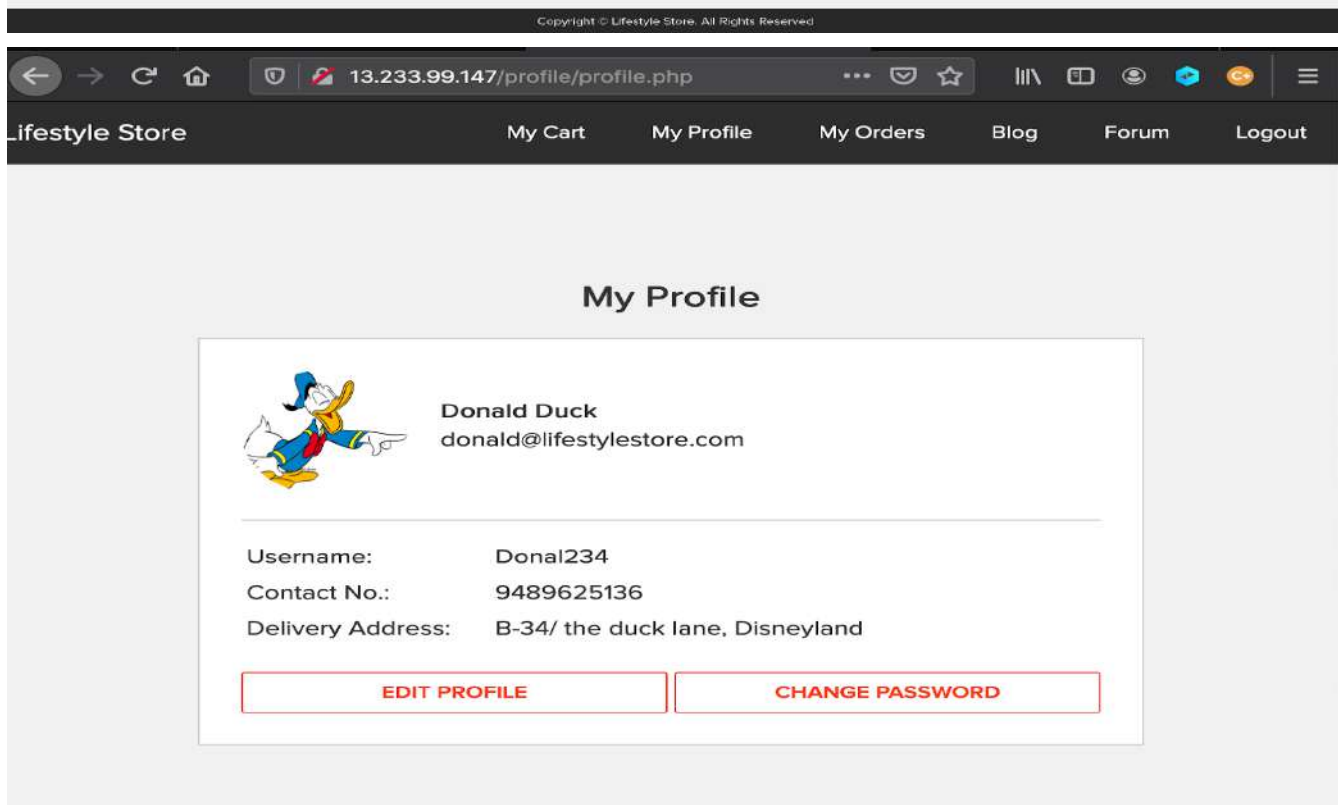 Copyright © Lifestyle Store. All Rights Reserved
13.233.99.147/profile/profile.php
Lifestyle Store My Cart My Profile My Orders Blog Forum Logout
My Profile
Donald Duck
donald@lifestylestore.com
Username: Donal234
Contact No.: 9489625136
Delivery Address: B-34/ the duck lane, Disneyland
EDIT PROFILE CHANGE PASSWORD